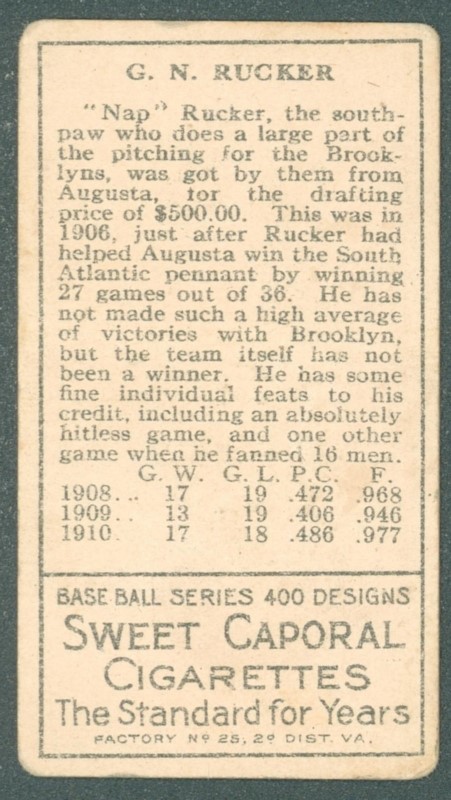 G. N. RUCKER
"Nap" Rucker, the south-
paw who does a large part of
the pitching for the Brook-
lyns, was got by them from
Augusta, for the drafting
price of $500.00. This was in
1906, just after Rucker had
helped Augusta win the South
Atlantic pennant by winning
27 games out of 36. He has
not made such a high average
of victories with Brooklyn,
but the team itself has not
been a winner. He has some
fine individual feats to his
credit, including an absolutely
hitless game, and one other
game when he fanned 16 men.
G. W. G. L. P.C. F.
1908... 17 19 .472 .968
1909... 13 19 .406 .946
1910. 17 18 .486 .977
BASE BALL SERIES 400 DESIGNS
SWEET CAPORAL
CIGARETTES
The Standard for Years
FACTORY Nº 25, 2º DIST. VA.